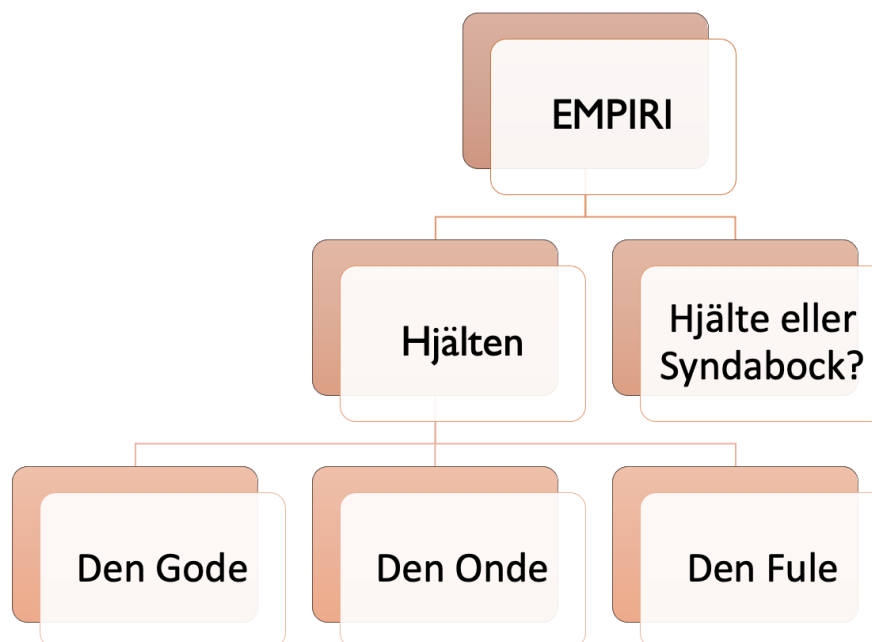 EMPIRI
Hjälten
Hjälte eller
Syndabock?
Den Gode
Den Onde
Den Fule